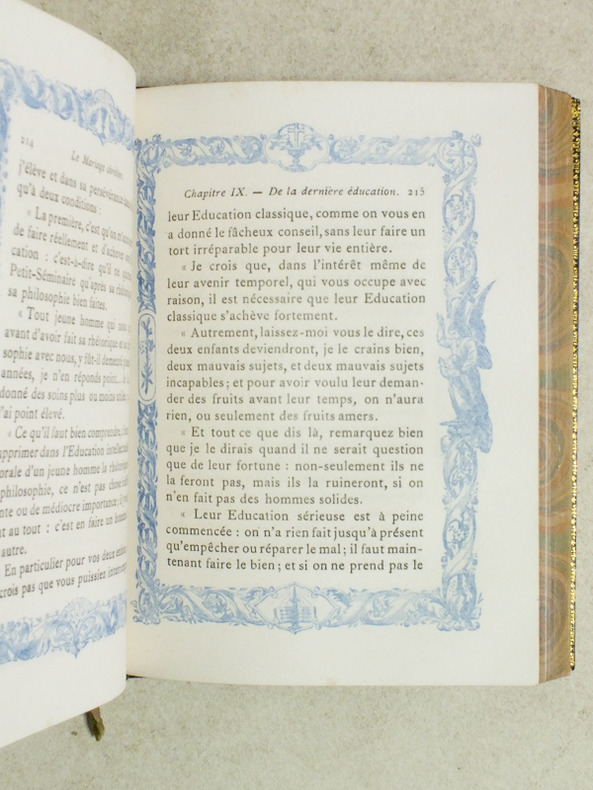 214
Le Mariage chrétien.
j'élève et dans sa persévérance
qu'à deux conditions :
« La première, c'est qu'on m'
de faire réellement et d'achever
cation : c'est-à-dire qu'il ne
Petit-Séminaire qu'après sa
sa philosophie bien faites.
« Tout jeune homme qui
avant d'avoir fait sa rhétorique et
sophie avec nous, y fût-il demeuré
années, je n'en réponds point
donné des soins plus ou moins
'ai point élevé.
« Ce qu'il faut bien comprendre,
upprimer dans l'Education
orale d'un jeune homme la
philosophie, ce n'est pas chose
nte ou de médiocre importance :
t au tout : c'est en faire un
autre.
En particulier pour vos deux
crois pas que vous puissiez
Chapitre IX. — De la dernière éducation. 215
leur Education classique, comme on vous en
a donné le fâcheux conseil, sans leur faire un
tort irréparable pour leur vie entière.
« Je crois que, dans l'intérêt même de
leur avenir temporel, qui vous occupe avec
raison, il est nécessaire que leur Education
classique s'achève fortement.
« Autrement, laissez-moi vous le dire, ces
deux enfants deviendront, je le crains bien,
deux mauvais sujets, et deux mauvais sujets
incapables ; et pour avoir voulu leur deman-
der des fruits avant leur temps, on n'aura
rien, ou seulement des fruits amers.
« Et tout ce que dis là, remarquez bien
que je le dirais quand il ne serait question
que de leur fortune : non-seulement ils ne
la feront pas, mais ils la ruineront, si on
n'en fait pas des hommes solides.
« Leur Education sérieuse est à peine
commencée : on n'a rien fait jusqu'à présent
qu'empêcher ou réparer le mal ; il faut main-
tenant faire le bien ; et si on ne prend pas le